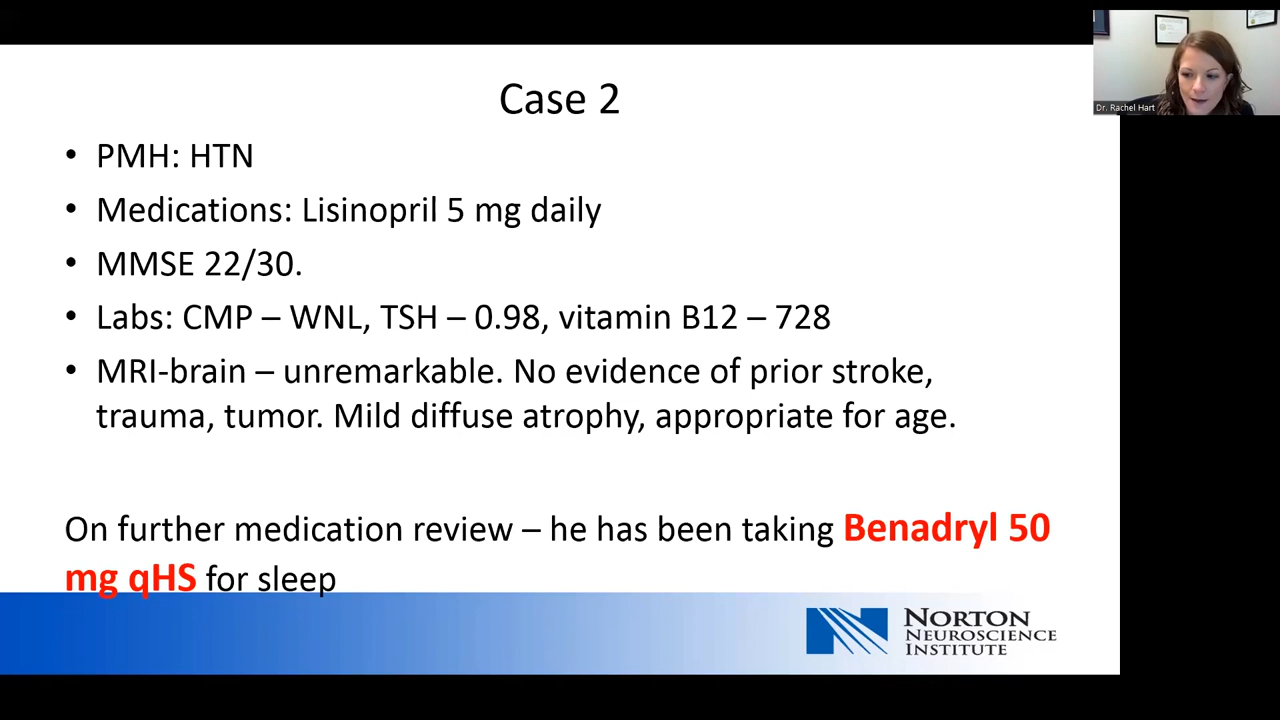 Case 2
• PMH: HTN
• Medications: Lisinopril 5 mg daily
• MMSE 22/30.
• Labs: CMP – WNL, TSH – 0.98, vitamin B12 – 728
• MRI-brain – unremarkable. No evidence of prior stroke,
trauma, tumor. Mild diffuse atrophy, appropriate for age.
On further medication review – he has been taking Benadryl 50
mg qHS for sleep
NORTON
NEUROSCIENCE
INSTITUTE
Dr. Rachel Hart